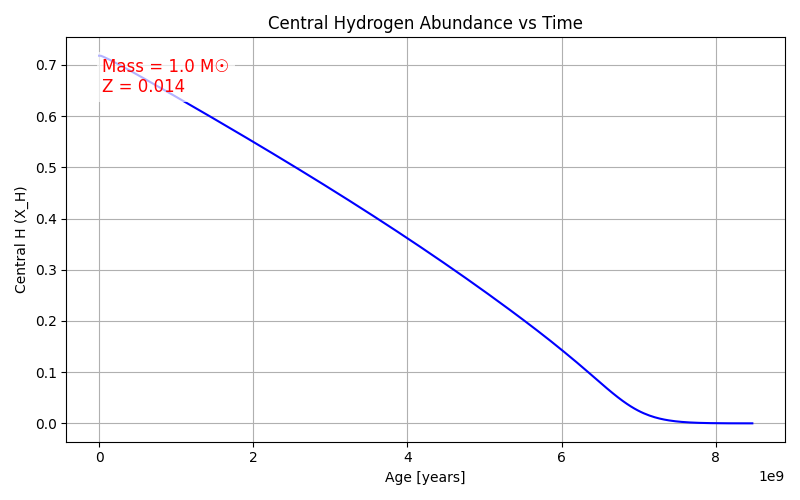 Central Hydrogen Abundance vs Time
Mass = 1.0 M☉
Z = 0.014
0.7
0.6
0.5
0.4
0.3
0.2
0.1
0.0
Central H (X_H)
0 2 4 6 8
1e9
Age [years]